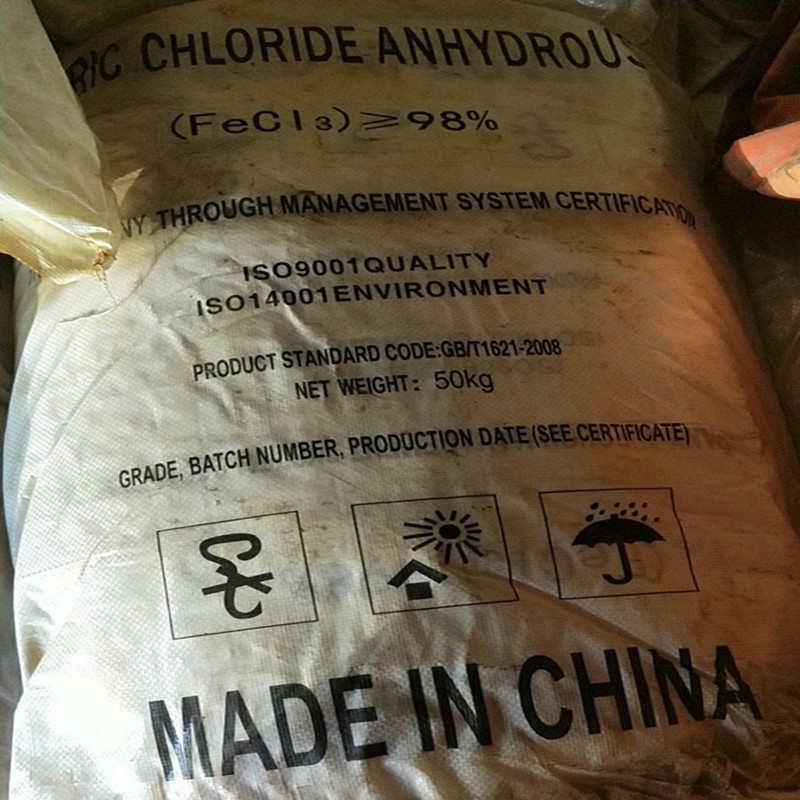 RIC CHLORIDE ANHYDROUS
(FeCl3)≥98%
NY THROUGH MANAGEMENT SYSTEM CERTIFICATION
ISO9001QUALITY
ISO14001ENVIRONMENT
PRODUCT STANDARD CODE:GB/T1621-2008
NET WEIGHT: 50kg
GRADE, BATCH NUMBER, PRODUCTION DATE (SEE CERTIFICATE)
MADE IN CHINA